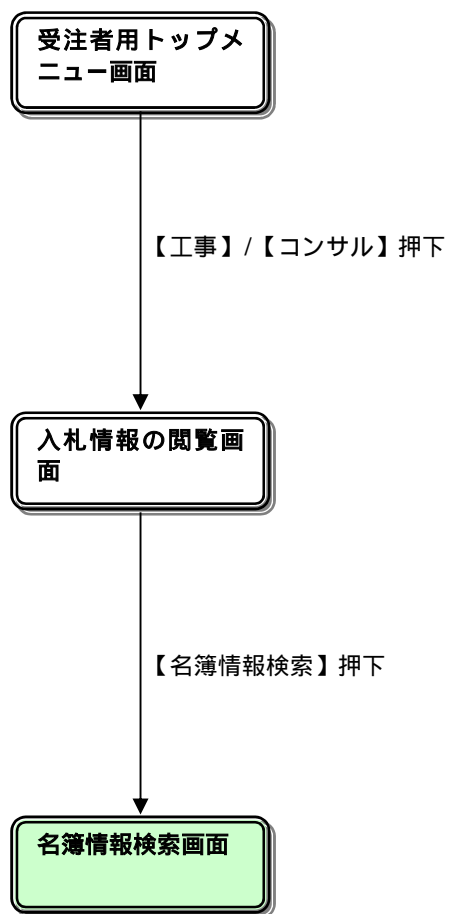 受注者用トップメ
ニュー画面
【工事】/【コンサル】押下
入札情報の閲覧画
面
【名簿情報検索】押下
名簿情報検索画面